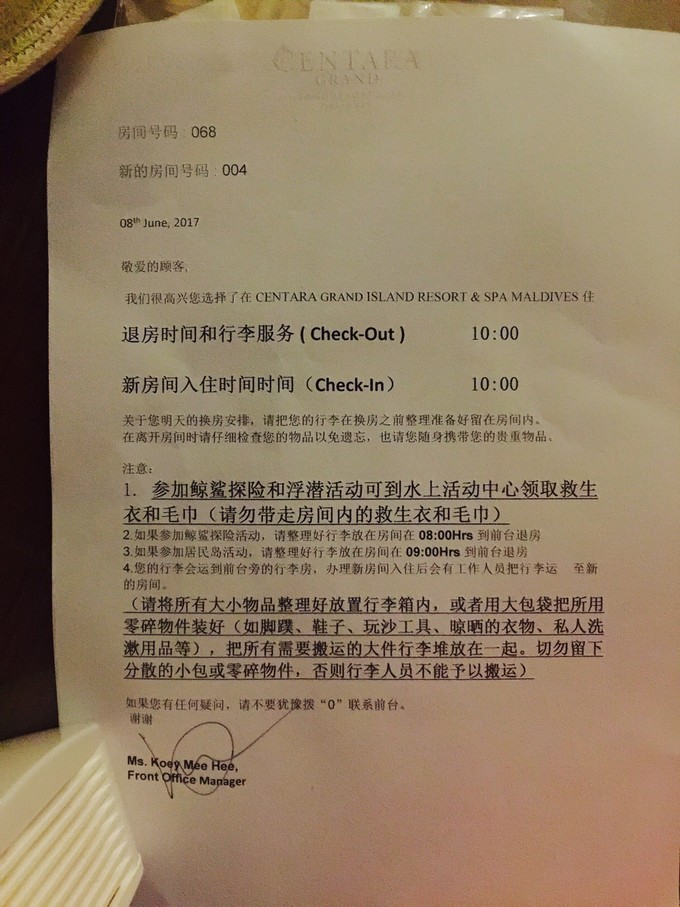 CENTARA
GRAND
房间号码 : 068
新的房间号码 : 004
08th June, 2017
敬爱的顾客,
我们很高兴您选择了在 CENTARA GRAND ISLAND RESORT & SPA MALDIVES 住
退房时间和行李服务 ( Check-Out ) 10:00
新房间入住时间时间（Check-In） 10:00
关于您明天的换房安排，请把您的行李在换房之前整理准备好留在房间内。
在离开房间时请仔细检查您的物品以免遗忘，也请您随身携带您的贵重物品。
注意：
1. 参加鲸鲨探险和浮潜活动可到水上活动中心领取救生
衣和毛巾（请勿带走房间内的救生衣和毛巾）
2.如果参加鲸鲨探险活动，请整理好行李放在房间在 08:00Hrs 到前台退房
3.如果参加居民岛活动，请整理好行李放在房间在 09:00Hrs 到前台退房
4.您的行李会运到前台旁的行李房，办理新房间入住后会有工作人员把行李运 至新
的房间。
（请将所有大小物品整理好放置行李箱内，或者用大包袋把所用
零碎物件装好（如脚蹼、鞋子、玩沙工具、晾晒的衣物、私人洗
漱用品等），把所有需要搬运的大件行李堆放在一起。切勿留下
分散的小包或零碎物件，否则行李人员不能予以搬运）
如果您有任何疑问，请不要犹豫拨“0”联系前台。
谢谢
Ms. Koey Mee Hee,
Front Office Manager